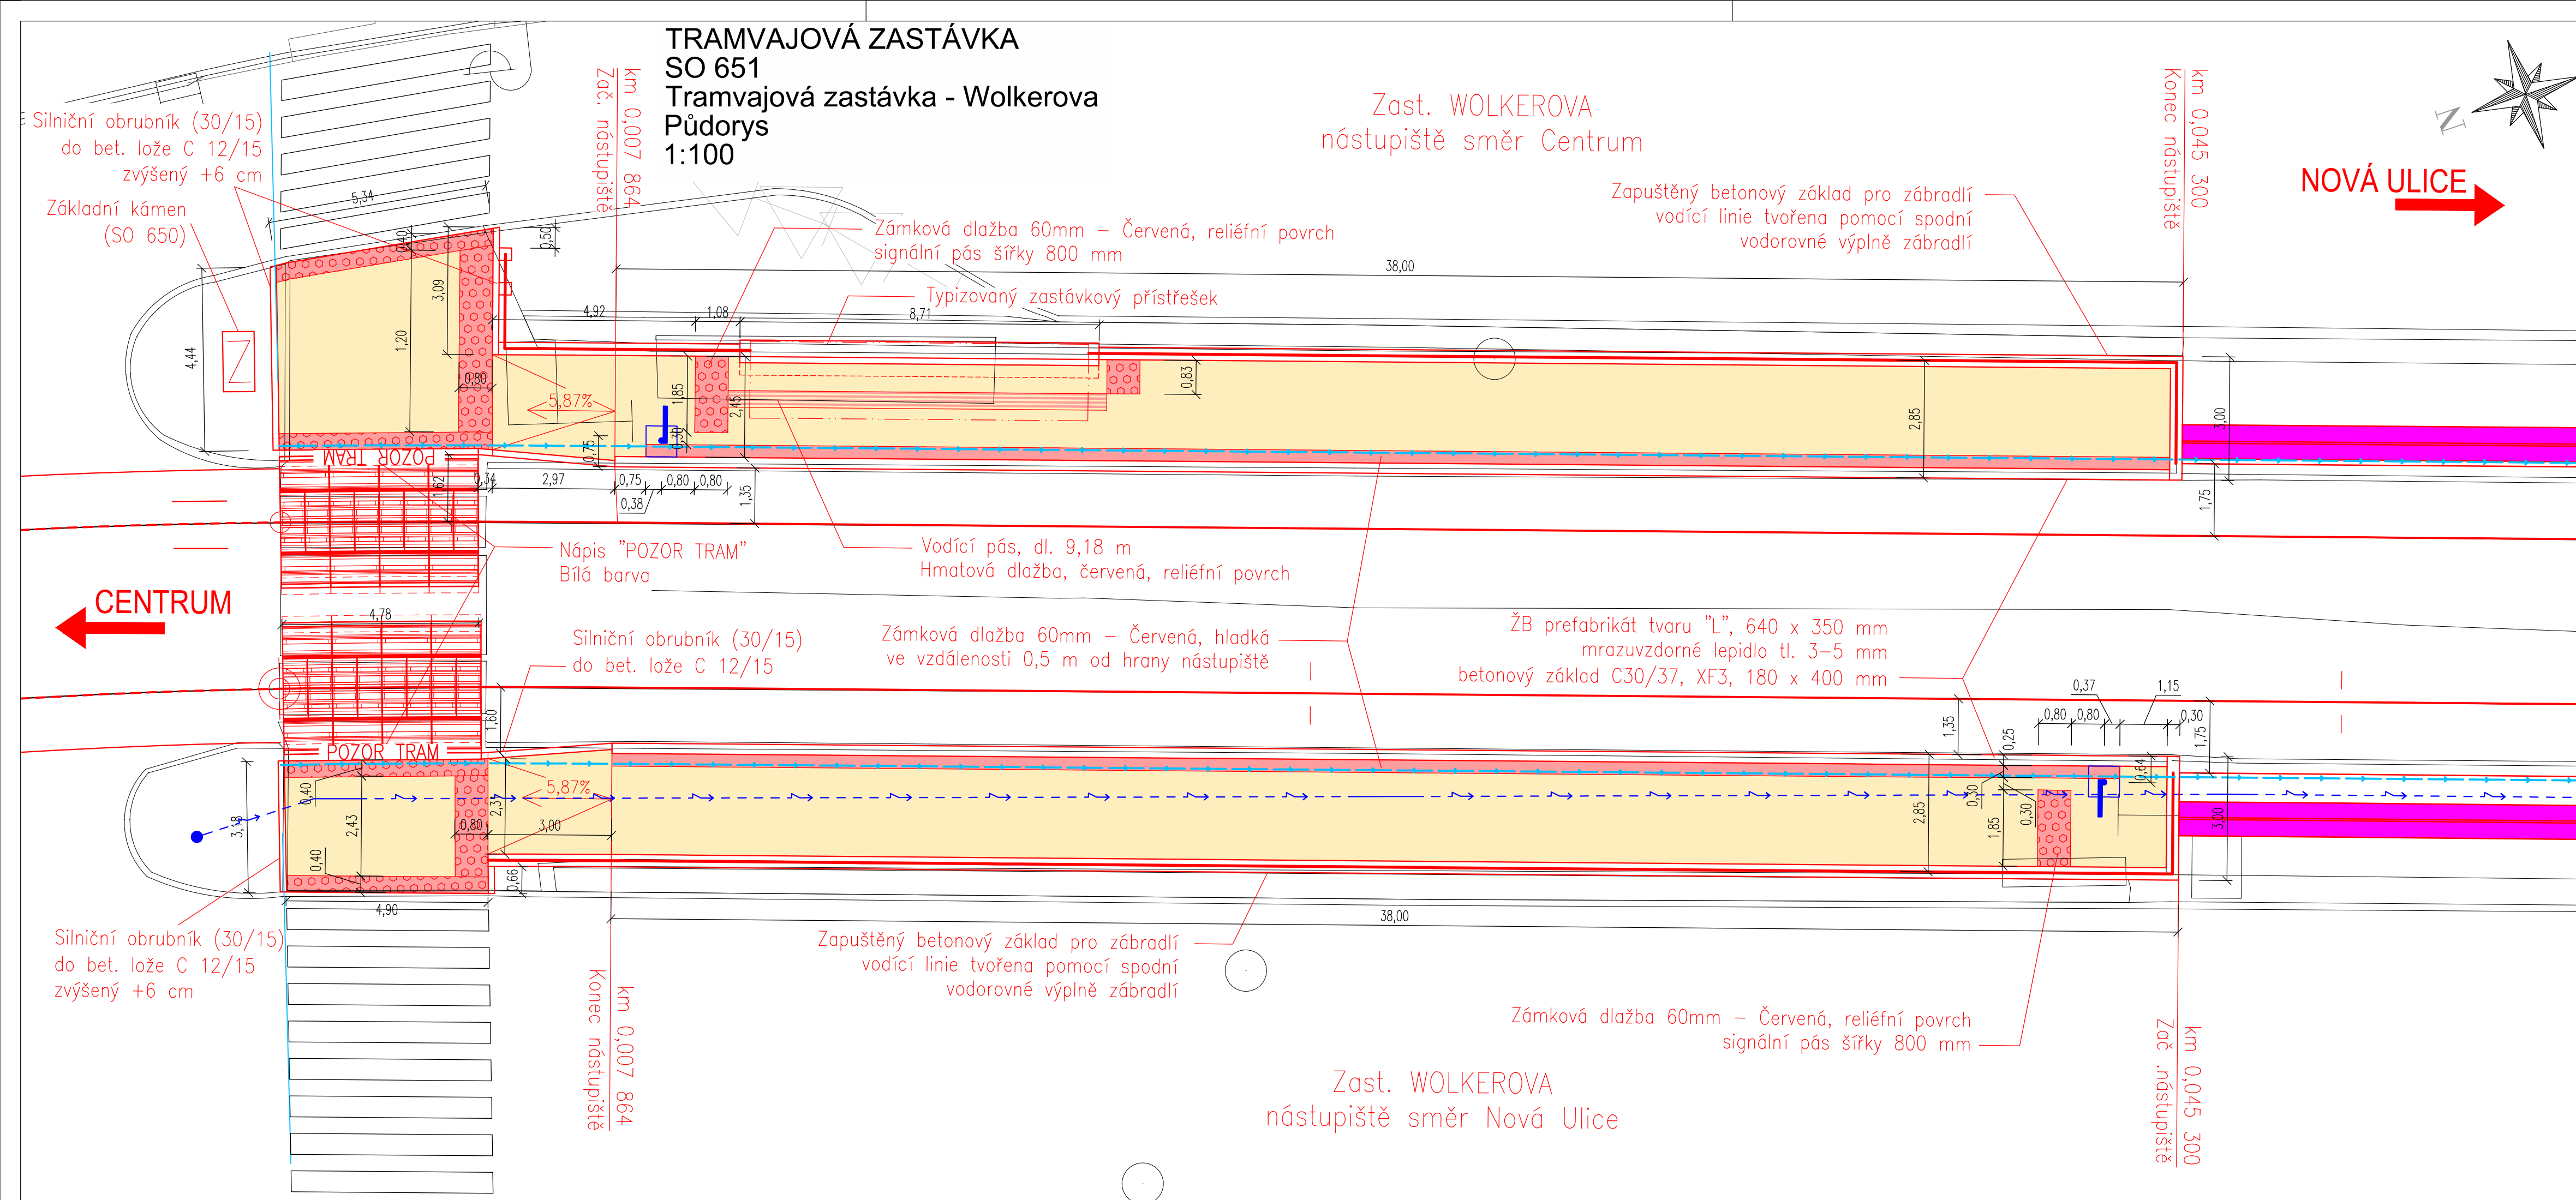 TRAMVAJOVÁ ZASTÁVKA
SO 651
Tramvajová zastávka - Wolkerova
Půdorys
1:100
km 0,007 864
Zač. nástupiště
Zast. WOLKEROVA
nástupiště směr Centrum
km 0,045 300
Konec nástupiště
N
NOVÁ ULICE
Silniční obrubník (30/15)
do bet. lože C 12/15
zvýšený +6 cm
Základní kámen
(SO 650)
Zámková dlažba 60mm – Červená, reliéfní povrch
signální pás šířky 800 mm
Typizovaný zastávkový přístřešek
Zapuštěný betonový základ pro zábradlí
vodící linie tvořena pomocí spodní
vodorovné výplně zábradlí
5,34
0,40
0,50
3,09
1,20
4,44
0,80
38,00
4,92
1,08
8,71
5,87%
1,85
2,45
0,30
0,75
0,83
2,85
3,00
1,75
POZOR TRAM
1,62
0,34
2,97
0,75
0,38
0,80
0,80
1,35
Nápis "POZOR TRAM"
Bílá barva
Vodící pás, dl. 9,18 m
Hmatová dlažba, červená, reliéfní povrch
CENTRUM
4,78
Silniční obrubník (30/15)
do bet. lože C 12/15
Zámková dlažba 60mm – Červená, hladká
ve vzdálenosti 0,5 m od hrany nástupiště
ŽB prefabrikát tvaru "L", 640 x 350 mm
mrazuvzdorné lepidlo tl. 3–5 mm
betonový základ C30/37, XF3, 180 x 400 mm
1,60
1,35
0,37
1,15
0,80
0,80
0,30
0,25
1,75
POZOR TRAM
5,87%
0,40
3,18
2,43
0,40
0,80
2,37
3,00
0,66
4,90
2,85
0,30
1,85
0,30
0,64
3,00
38,00
Silniční obrubník (30/15)
do bet. lože C 12/15
zvýšený +6 cm
Zapuštěný betonový základ pro zábradlí
vodící linie tvořena pomocí spodní
vodorovné výplně zábradlí
km 0,007 864
Konec nástupiště
Zámková dlažba 60mm – Červená, reliéfní povrch
signální pás šířky 800 mm
Zast. WOLKEROVA
nástupiště směr Nová Ulice
km 0,045 300
Zač .nástupiště